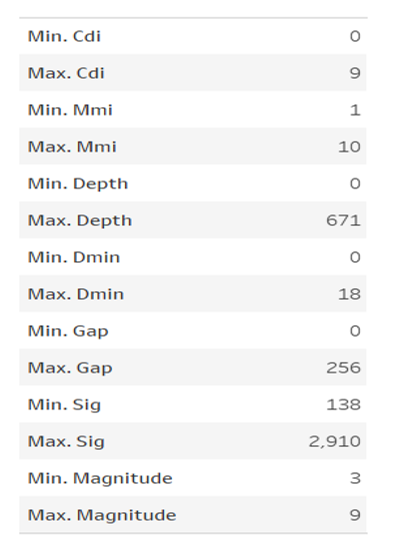 Min. Cdi 0
Max. Cdi 9
Min. Mmi 1
Max. Mmi 10
Min. Depth 0
Max. Depth 671
Min. Dmin 0
Max. Dmin 18
Min. Gap 0
Max. Gap 256
Min. Sig 138
Max. Sig 2,910
Min. Magnitude 3
Max. Magnitude 9